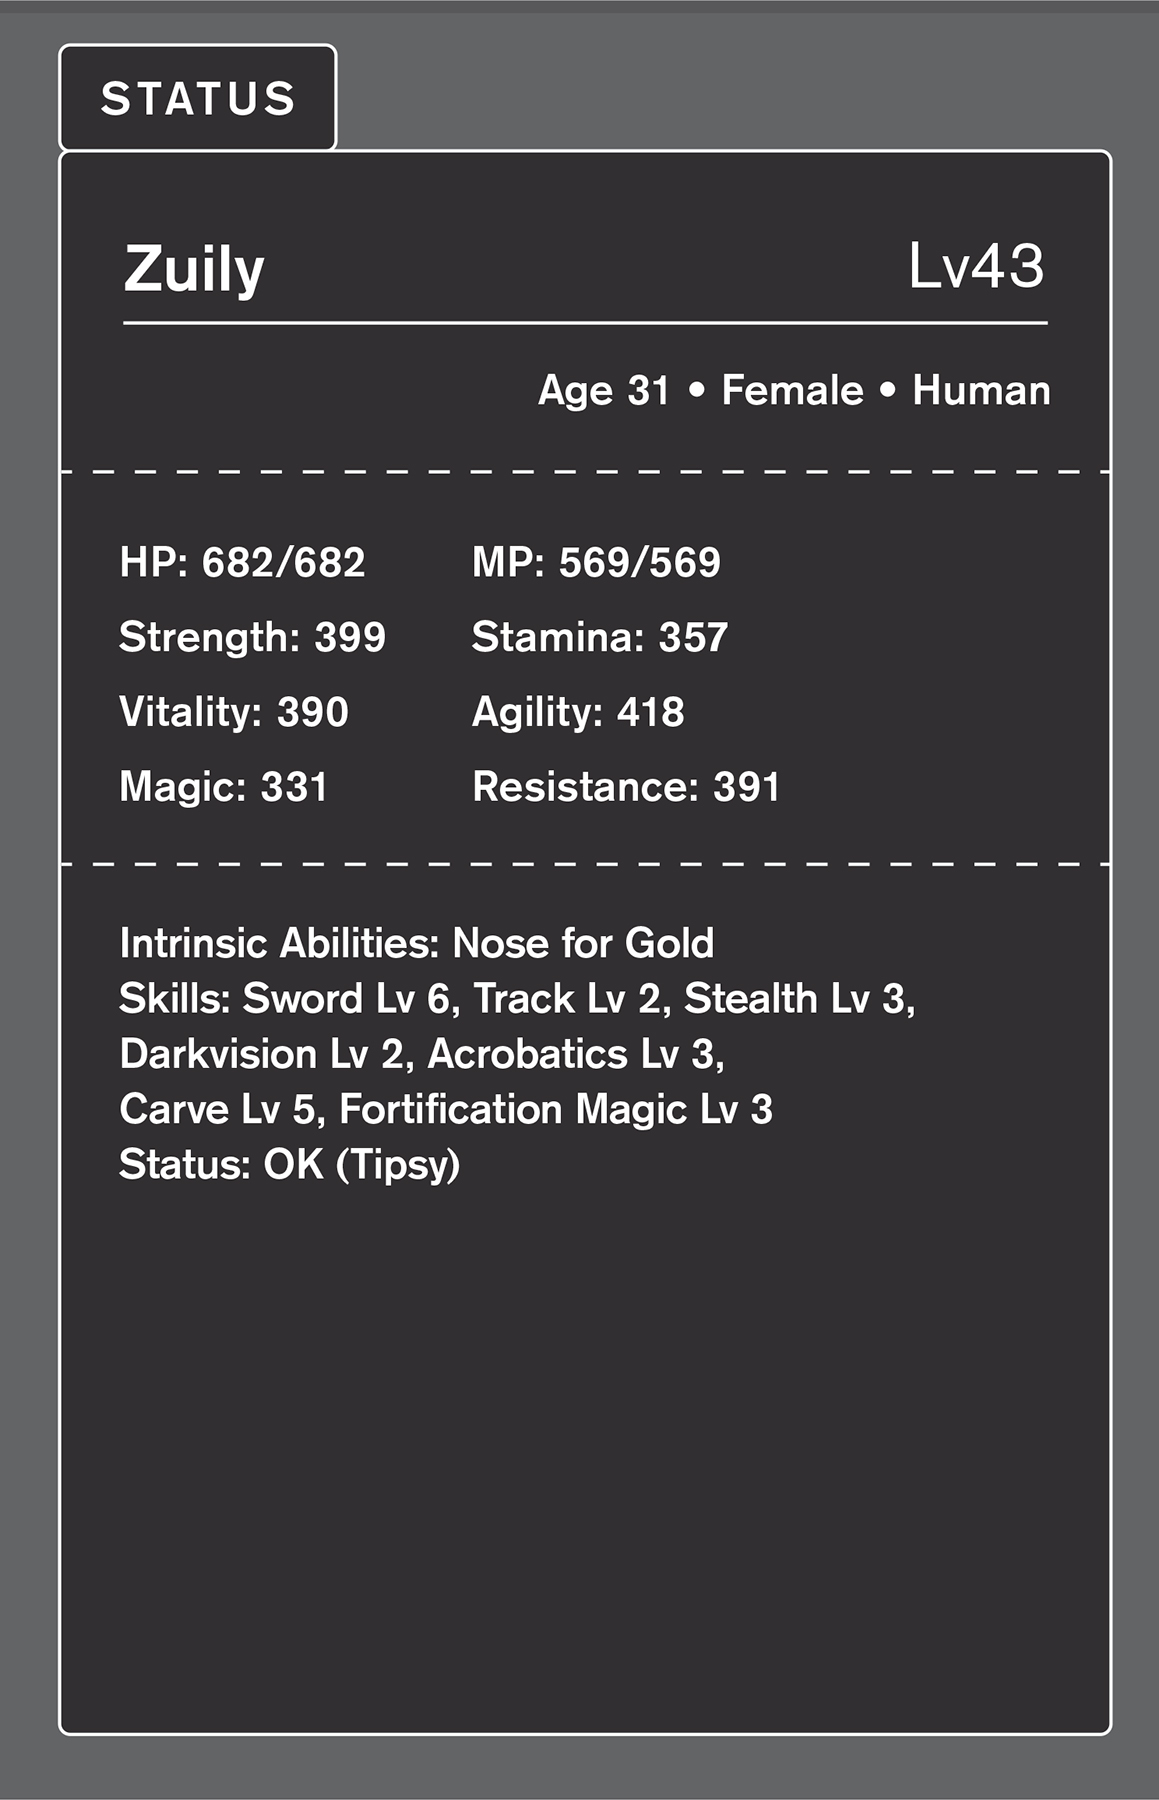 STATUS
Zuily Lv43
Age 31 • Female • Human
HP: 682/682 MP: 569/569
Strength: 399 Stamina: 357
Vitality: 390 Agility: 418
Magic: 331 Resistance: 391
Intrinsic Abilities: Nose for Gold
Skills: Sword Lv 6, Track Lv 2, Stealth Lv 3,
Darkvision Lv 2, Acrobatics Lv 3,
Carve Lv 5, Fortification Magic Lv 3
Status: OK (Tipsy)